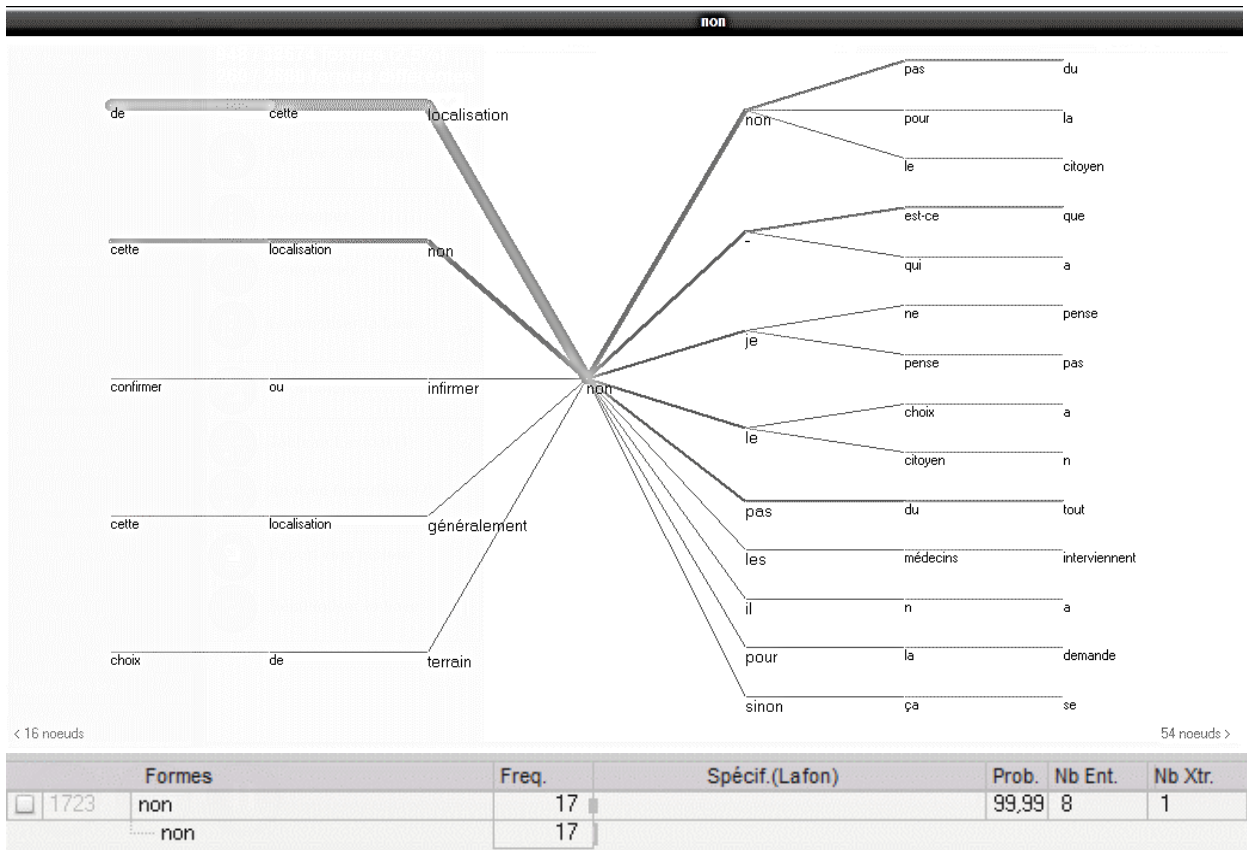 non
pas du
de cette localisation
non pour la
le citoyen
est-ce que
cette localisation non
-
qui a
ne pense
je
pense pas
confirmer ou infirmer
non
choix a
le
citoyen n
cette localisation généralement
pas du tout
les médecins interviennent
il n a
choix de terrain
pour la demande
sinon ça se
< 16 noeuds
54 noeuds >
Formes Freq. Spécif.(Lafon) Prob. Nb Ent. Nb Xtr.
1723 non 17 99,99 8 1
non 17